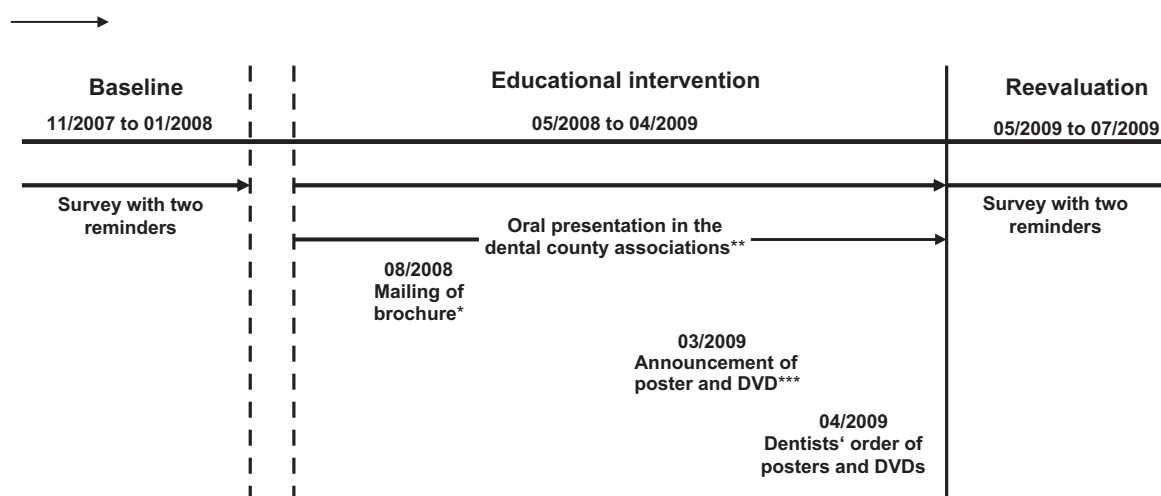 Baseline
11/2007 to 01/2008
Survey with two
reminders
Educational intervention
05/2008 to 04/2009
Oral presentation in the
dental county associations**
08/2008
Mailing of
brochure*
03/2009
Announcement of
poster and DVD***
04/2009
Dentists‘ order of
posters and DVDs
Reevaluation
05/2009 to 07/2009
Survey with two
reminders